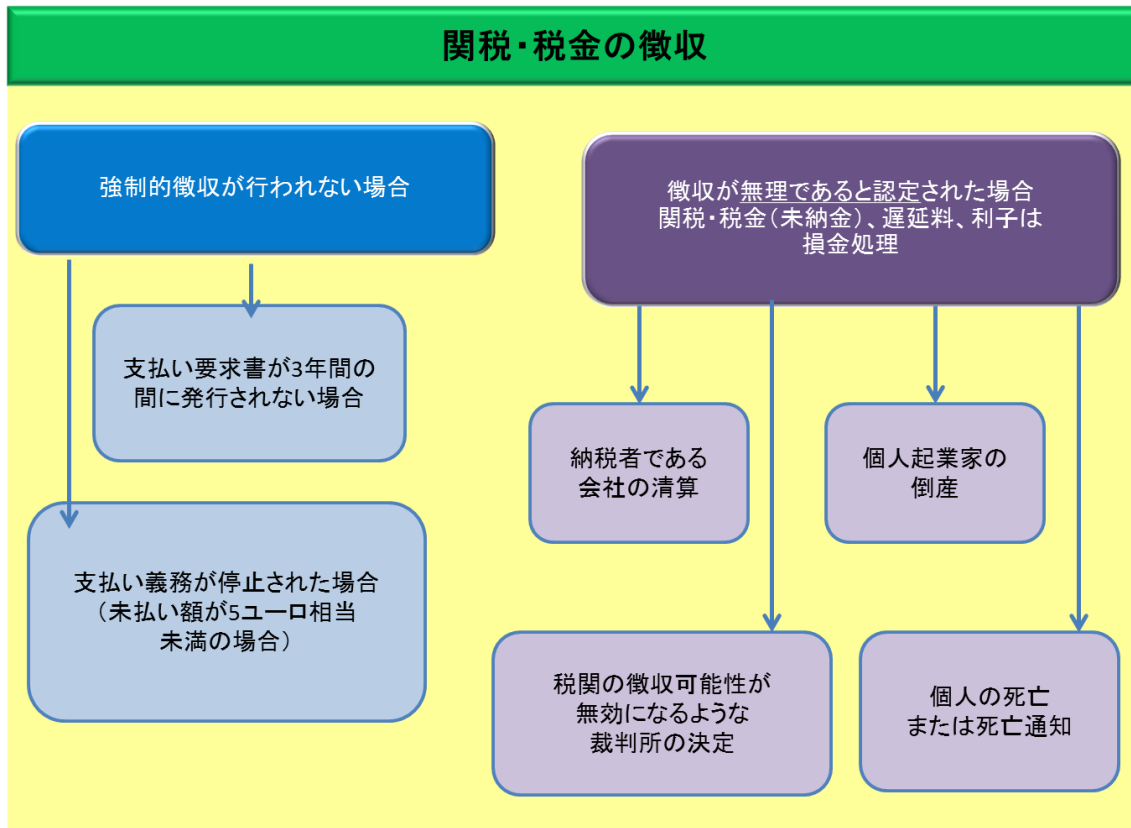 関税・税金の徴収
強制的徴収が行われない場合
支払い要求書が3年間の
間に発行されない場合
支払い義務が停止された場合
（未払い額が5ユーロ相当
未満の場合）
徴収が無理であると認定された場合
関税・税金（未納金）、遅延料、利子は
損金処理
納税者である
会社の清算
個人起業家の
倒産
税関の徴収可能性が
無効になるような
裁判所の決定
個人の死亡
または死亡通知